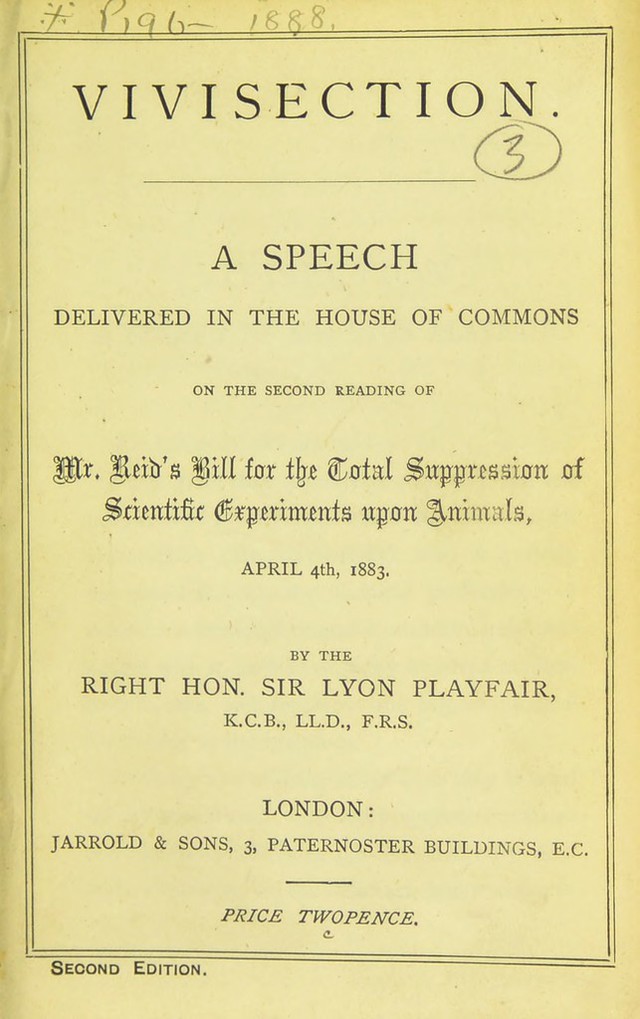 VIVISECTION.
3
A SPEECH
DELIVERED IN THE HOUSE OF COMMONS
ON THE SECOND READING OF
Mr. Reid's Bill for the Total Suppression of
Scientific Experiments upon Animals,
APRIL 4th, 1883.
BY THE
RIGHT HON. SIR LYON PLAYFAIR,
K.C.B., LL.D., F.R.S.
LONDON:
JARROLD & SONS, 3, PATERNOSTER BUILDINGS, E.C.
PRICE TWOPENCE.
SECOND EDITION.